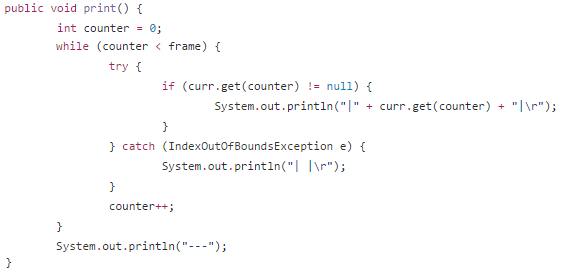 public void print() {
int counter = 0;
while (counter < frame) {
try {
if (curr.get(counter) != null) {
System.out.println("|" + curr.get(counter) + "|\r");
}
} catch (IndexOutOfBoundsException e) {
System.out.println("| |\r");
}
counter++;
}
System.out.println("---");
}